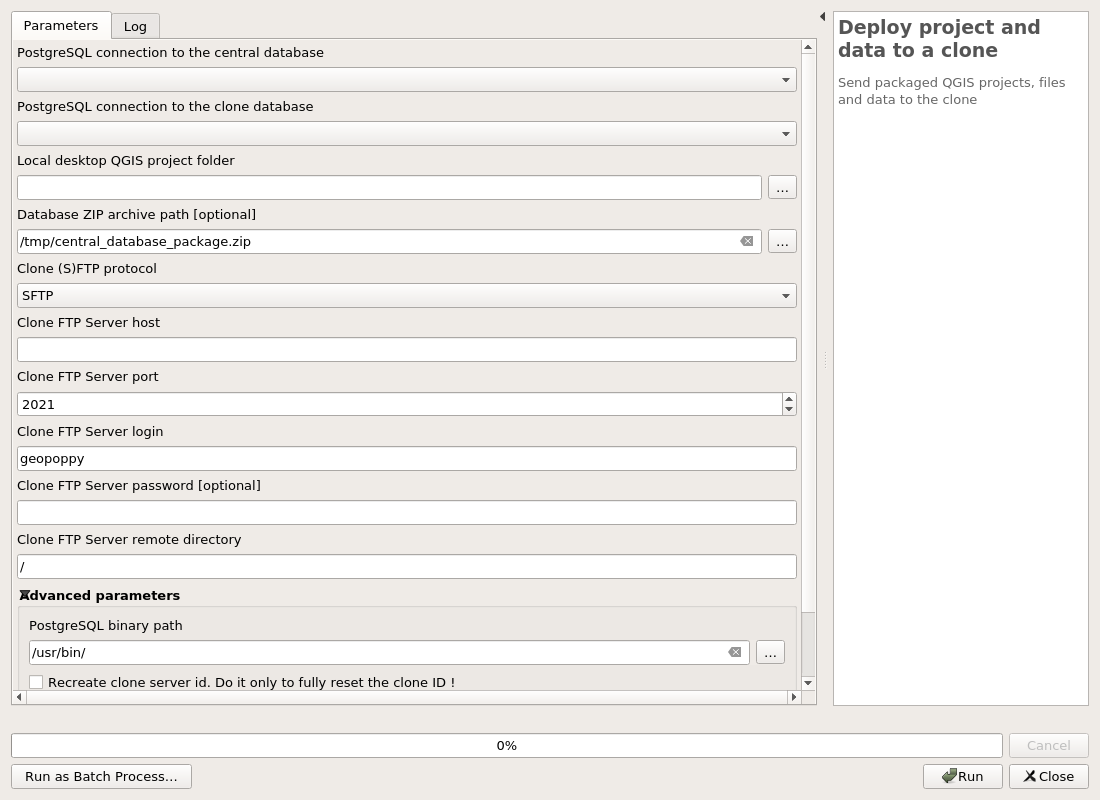 Parameters
Log
PostgreSQL connection to the central database
PostgreSQL connection to the clone database
Local desktop QGIS project folder
...
Database ZIP archive path [optional]
/tmp/central_database_package.zip
...
Clone (S)FTP protocol
SFTP
Clone FTP Server host
Clone FTP Server port
2021
Clone FTP Server login
geopoppy
Clone FTP Server password [optional]
Clone FTP Server remote directory
/
Advanced parameters
PostgreSQL binary path
/usr/bin/
...
Recreate clone server id. Do it only to fully reset the clone ID !
Deploy project and
data to a clone
Send packaged QGIS projects, files
and data to the clone
0%
Cancel
Run as Batch Process...
Run
Close